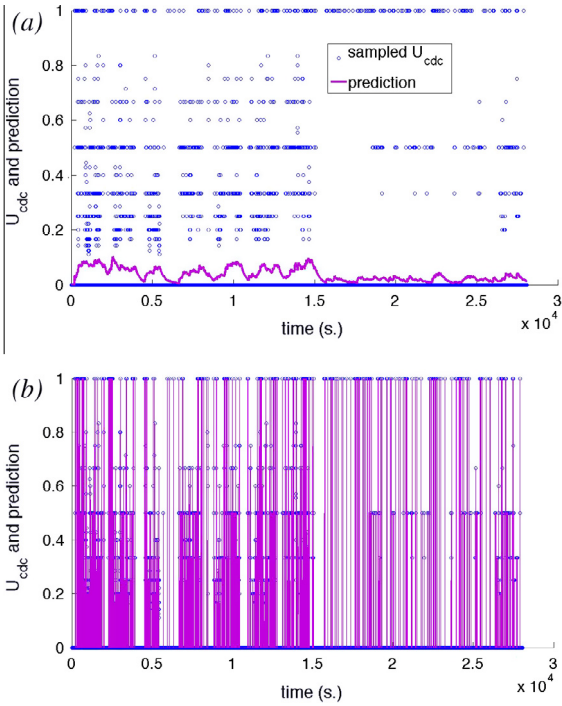 (a)
1
0.8
0.6
0.4
0.2
0
U_cdc and prediction
sampled U_cdc
prediction
0 0.5 1 1.5 2 2.5 3
x 10^4
time (s.)
(b)
1
0.8
0.6
0.4
0.2
0
U_cdc and prediction
0 0.5 1 1.5 2 2.5 3
x 10^4
time (s.)